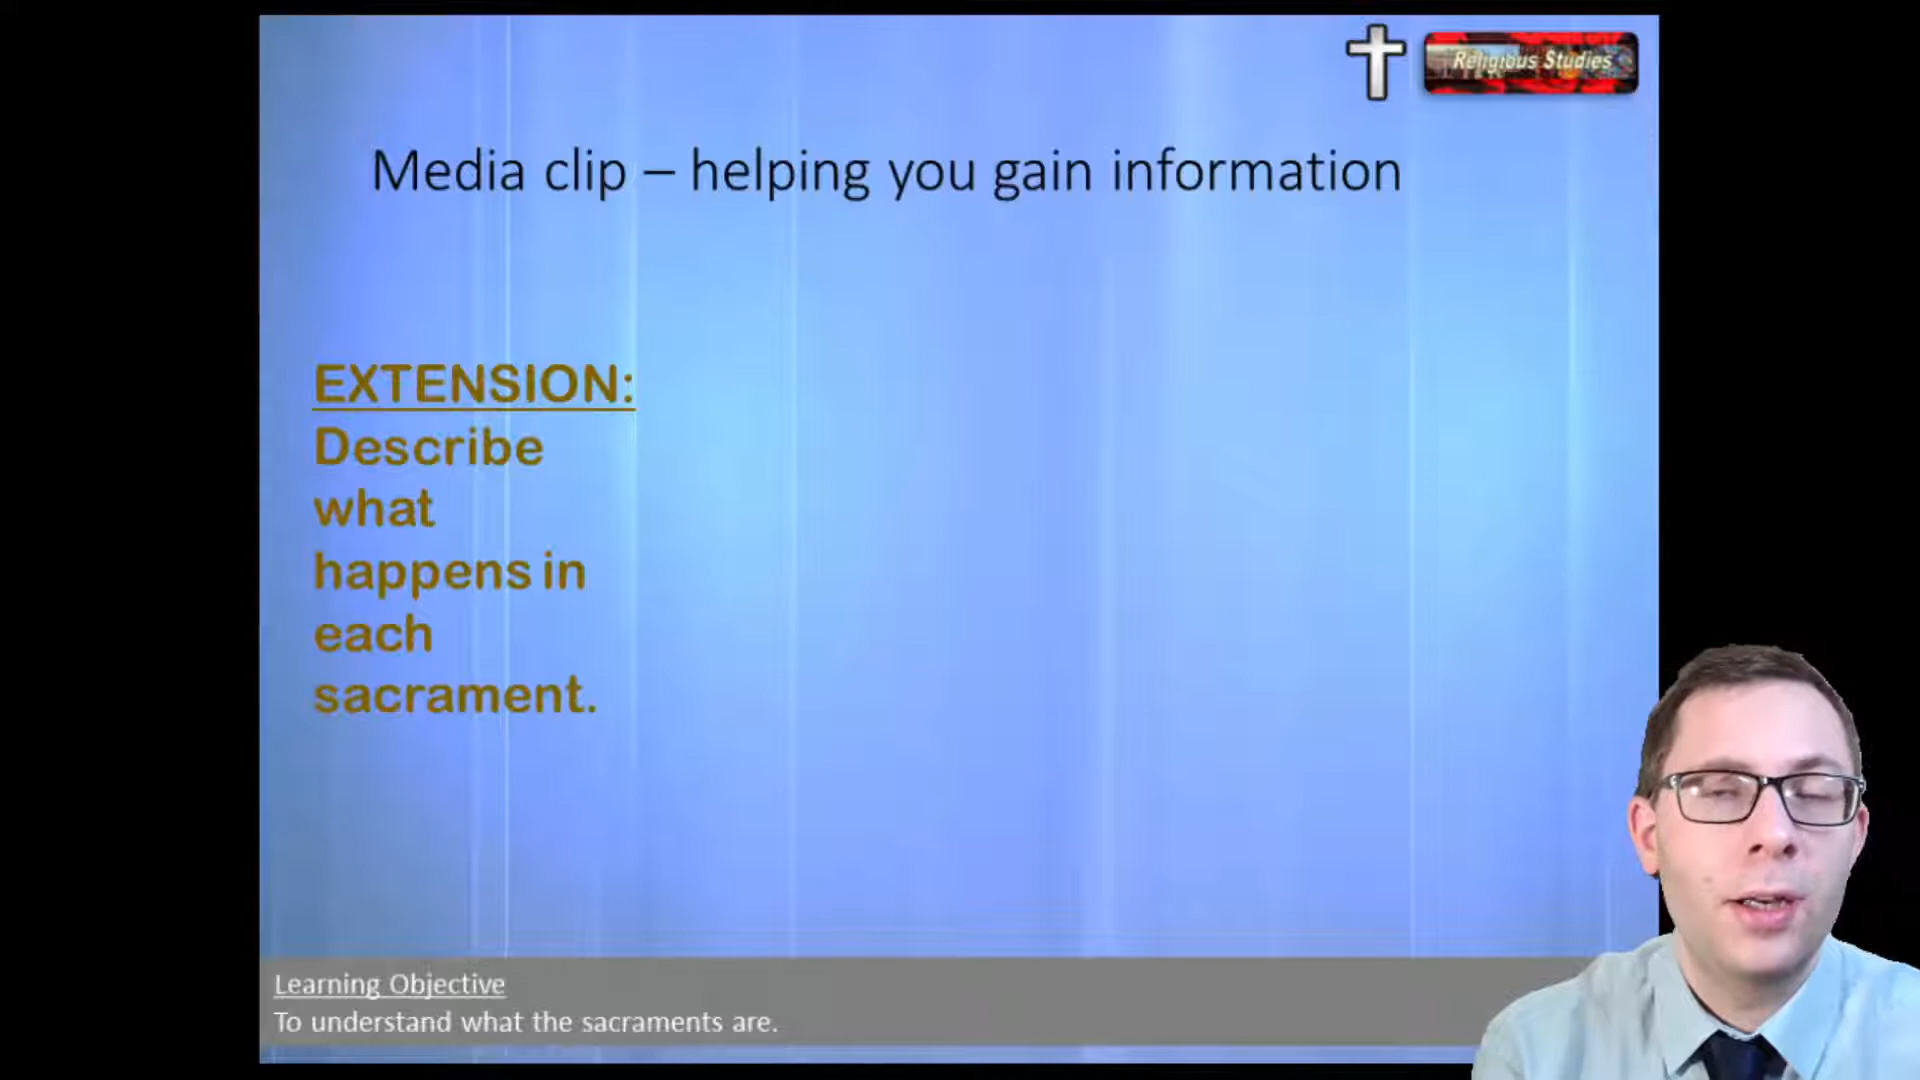 Religious Studies
Media clip – helping you gain information
EXTENSION:
Describe
what
happens in
each
sacrament.
Learning Objective
To understand what the sacraments are.